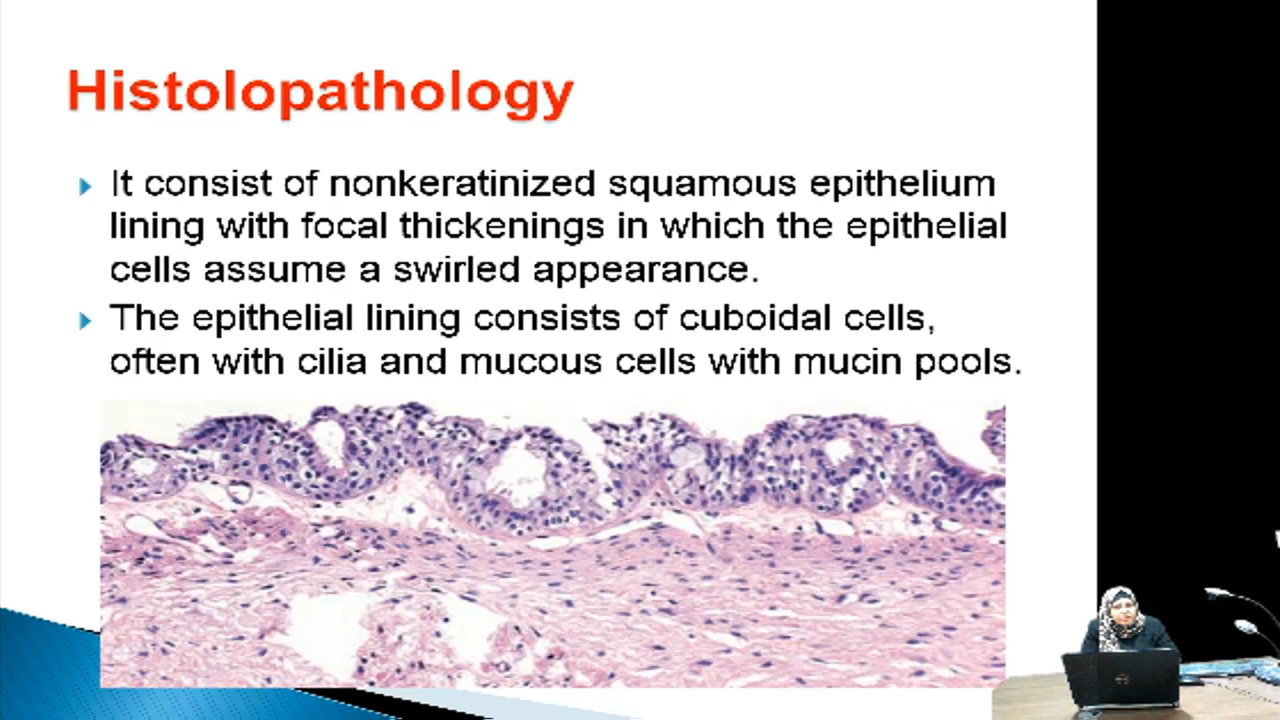 Histolopathology
It consist of nonkeratinized squamous epithelium
lining with focal thickenings in which the epithelial
cells assume a swirled appearance.
The epithelial lining consists of cuboidal cells,
often with cilia and mucous cells with mucin pools.